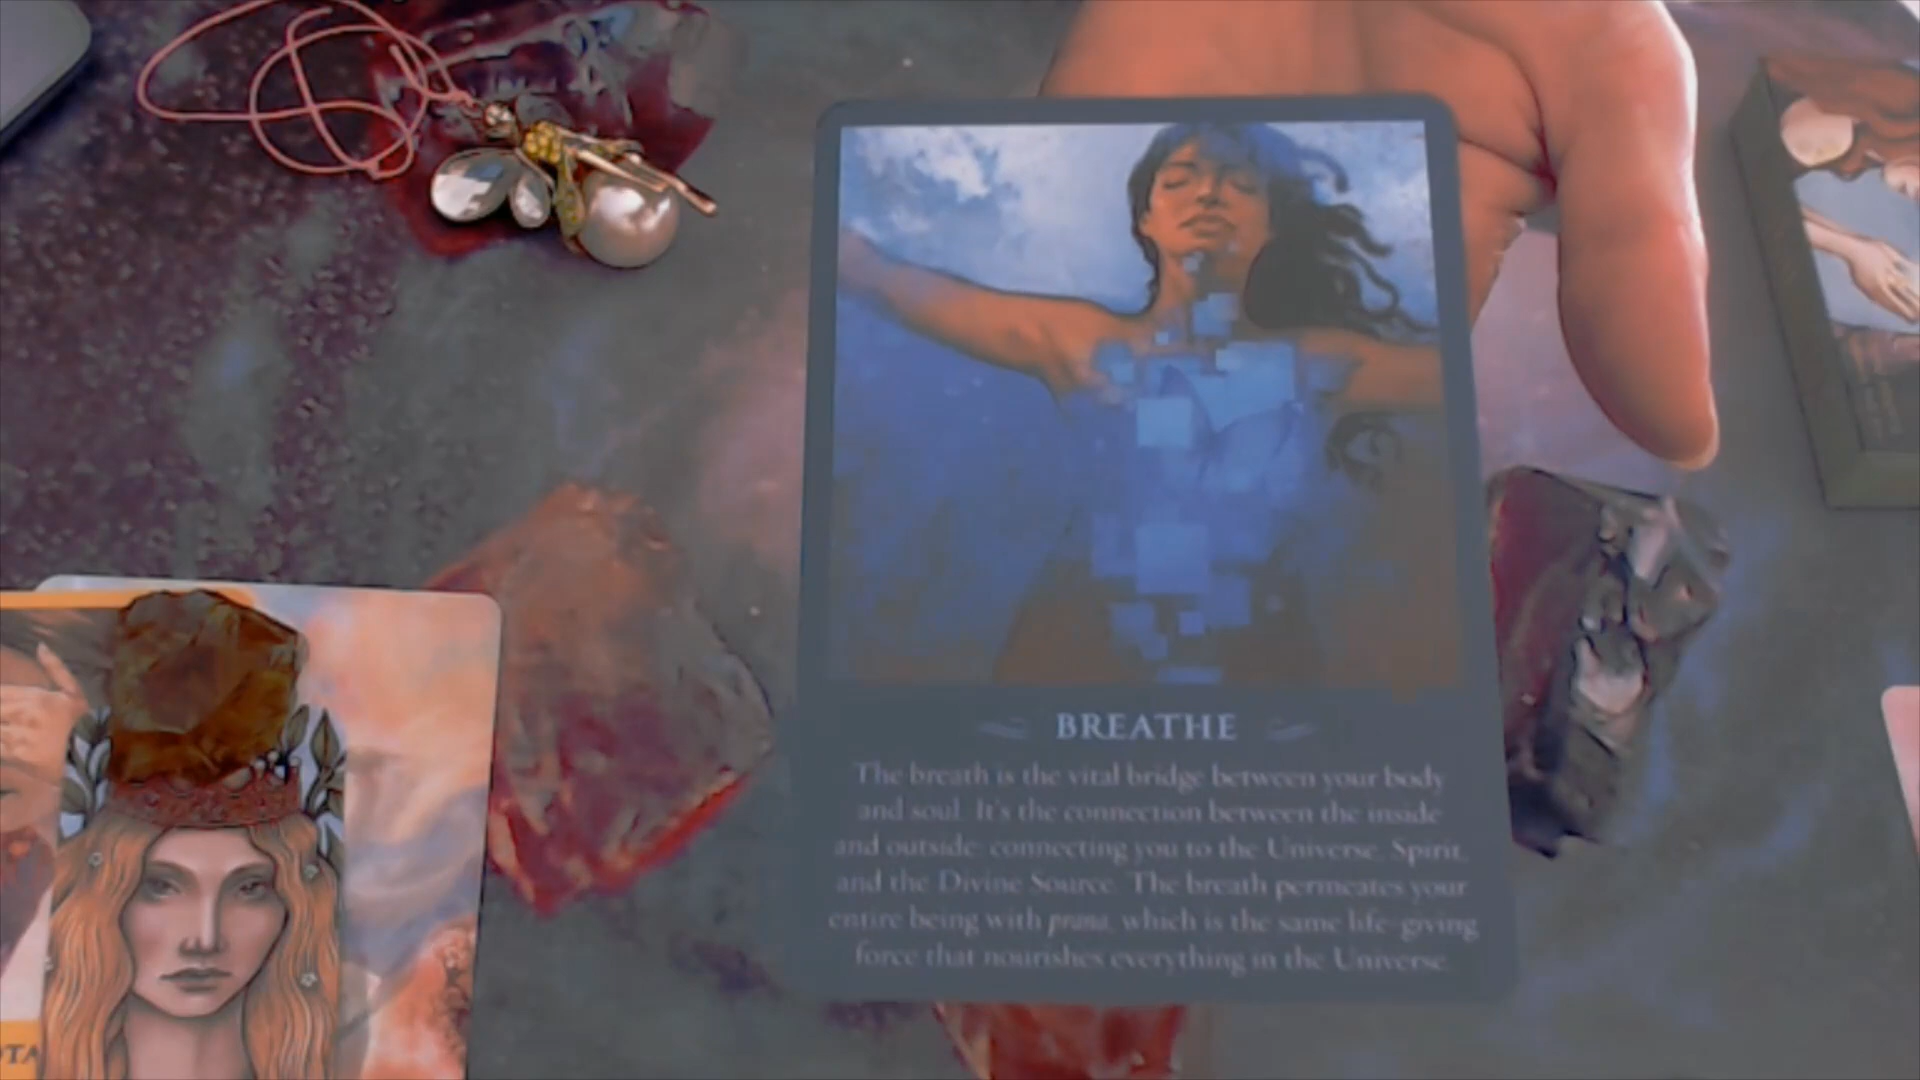 BREATHE
The breath is the vital bridge between your body
and soul. It's the connection between the inside
and outside: connecting you to the Universe, Spirit,
and the Divine Source. The breath permeates your
entire being with prana, which is the same life-giving
force that nourishes everything in the Universe.
OTA